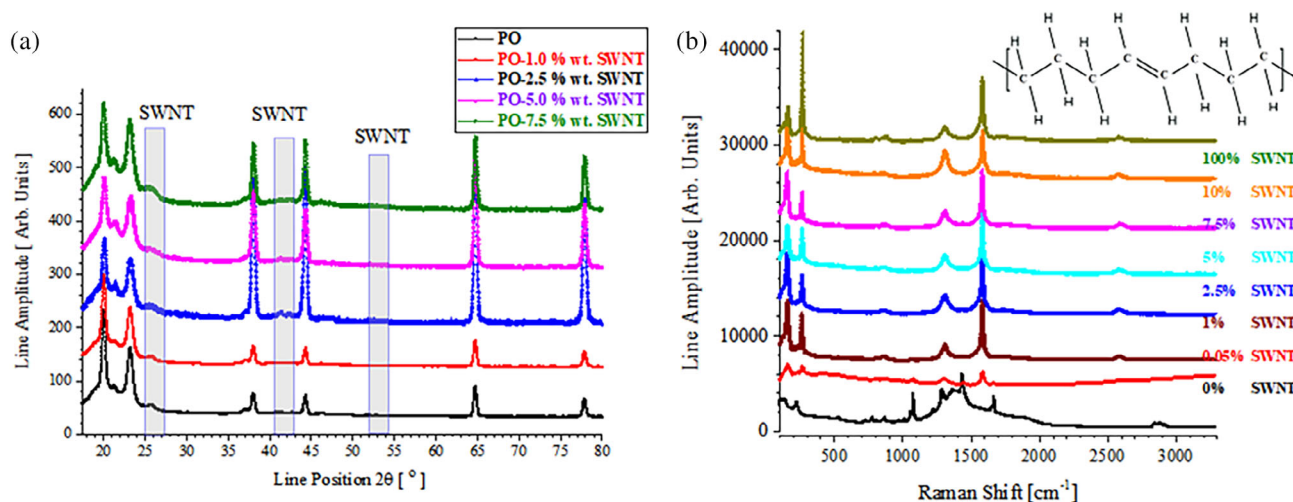 (a)
PO
PO-1.0 % wt. SWNT
PO-2.5 % wt. SWNT
PO-5.0 % wt. SWNT
PO-7.5 % wt. SWNT
SWNT
SWNT
SWNT
Line Amplitude [ Arb. Units]
600
500
400
300
200
100
0
20 25 30 35 40 45 50 55 60 65 70 75 80
Line Position 2θ [ ° ]
(b)
Line Amplitude [Arb. Units]
40000
30000
20000
10000
0
H H H H H H
C C C C C C C C
H H H H H H
100% SWNT
10% SWNT
7.5% SWNT
5% SWNT
2.5% SWNT
1% SWNT
0.05% SWNT
0% SWNT
500 1000 1500 2000 2500 3000
Raman Shift [cm⁻¹]